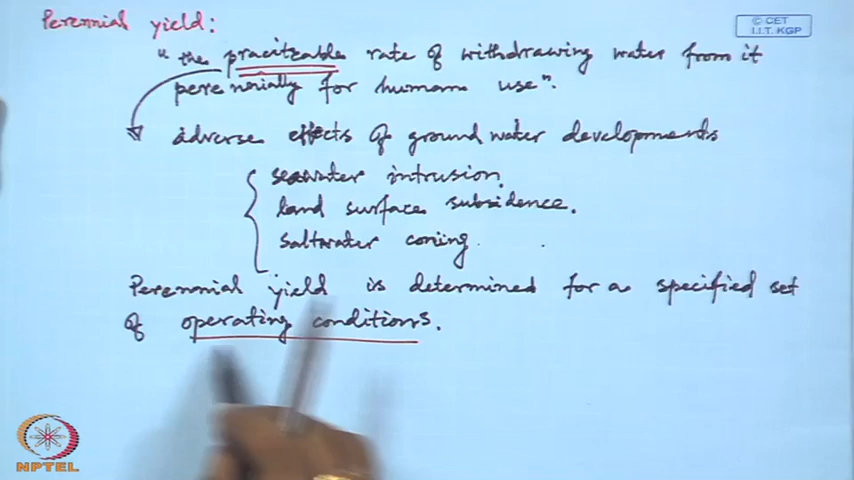 Perennial yield:
© CET
I.I.T. KGP
"the pracitzable rate of withdrawing water from it
perennially for human use".
adverse effects of ground water developments
seawater intrusion.
land surface subsidence.
saltwater coning.
Perennial yield is determined for a specified set
of operating conditions.
NPTEL